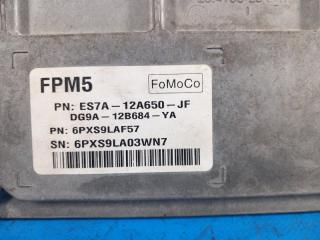 FPM5
FoMoCo
PN: ES7A-12A650-JF
DG9A-12B684-YA
PN: 6PXS9LAF57
SN: 6PXS9LA03WN7